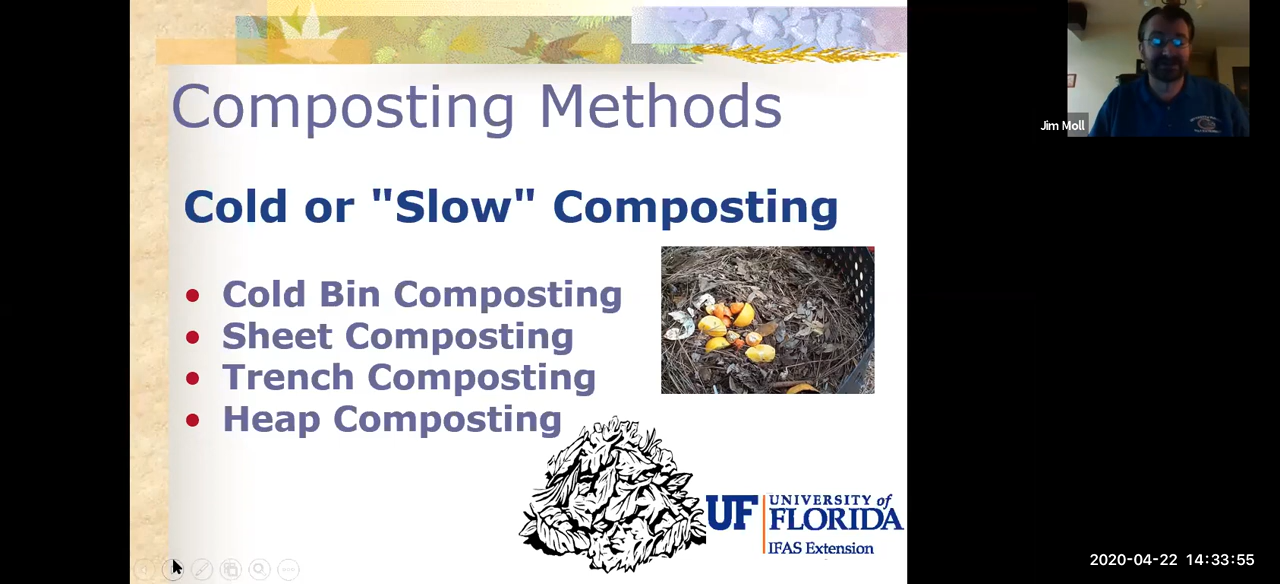 Composting Methods
Cold or "Slow" Composting
• Cold Bin Composting
• Sheet Composting
• Trench Composting
• Heap Composting
UF UNIVERSITY of
FLORIDA
IFAS Extension
Jim Moll
2020-04-22 14:33:55